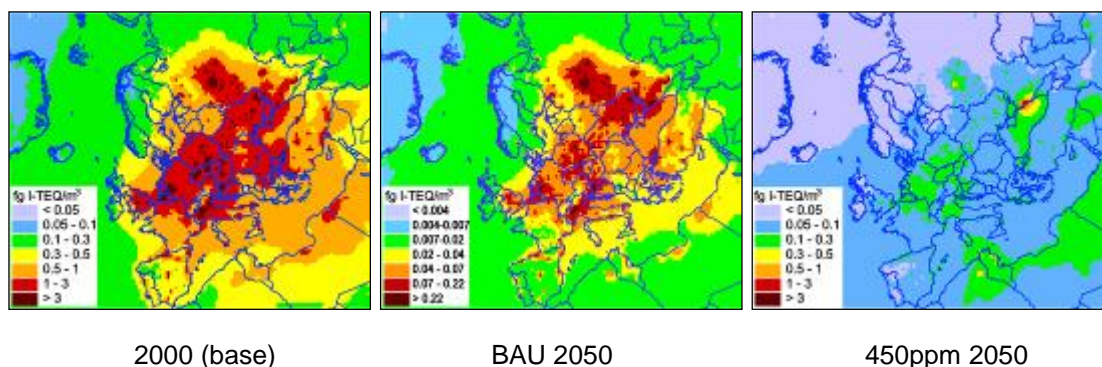 fg I-TEQ/m³
< 0.05
0.05 - 0.1
0.1 - 0.3
0.3 - 0.5
0.5 - 1
1 - 3
> 3
fg I-TEQ/m³
< 0.004
0.004-0.007
0.007-0.02
0.02 - 0.04
0.04 - 0.07
0.07 - 0.22
> 0.22
fg I-TEQ/m³
< 0.05
0.05 - 0.1
0.1 - 0.3
0.3 - 0.5
0.5 - 1
1 - 3
> 3
2000 (base)
BAU 2050
450ppm 2050